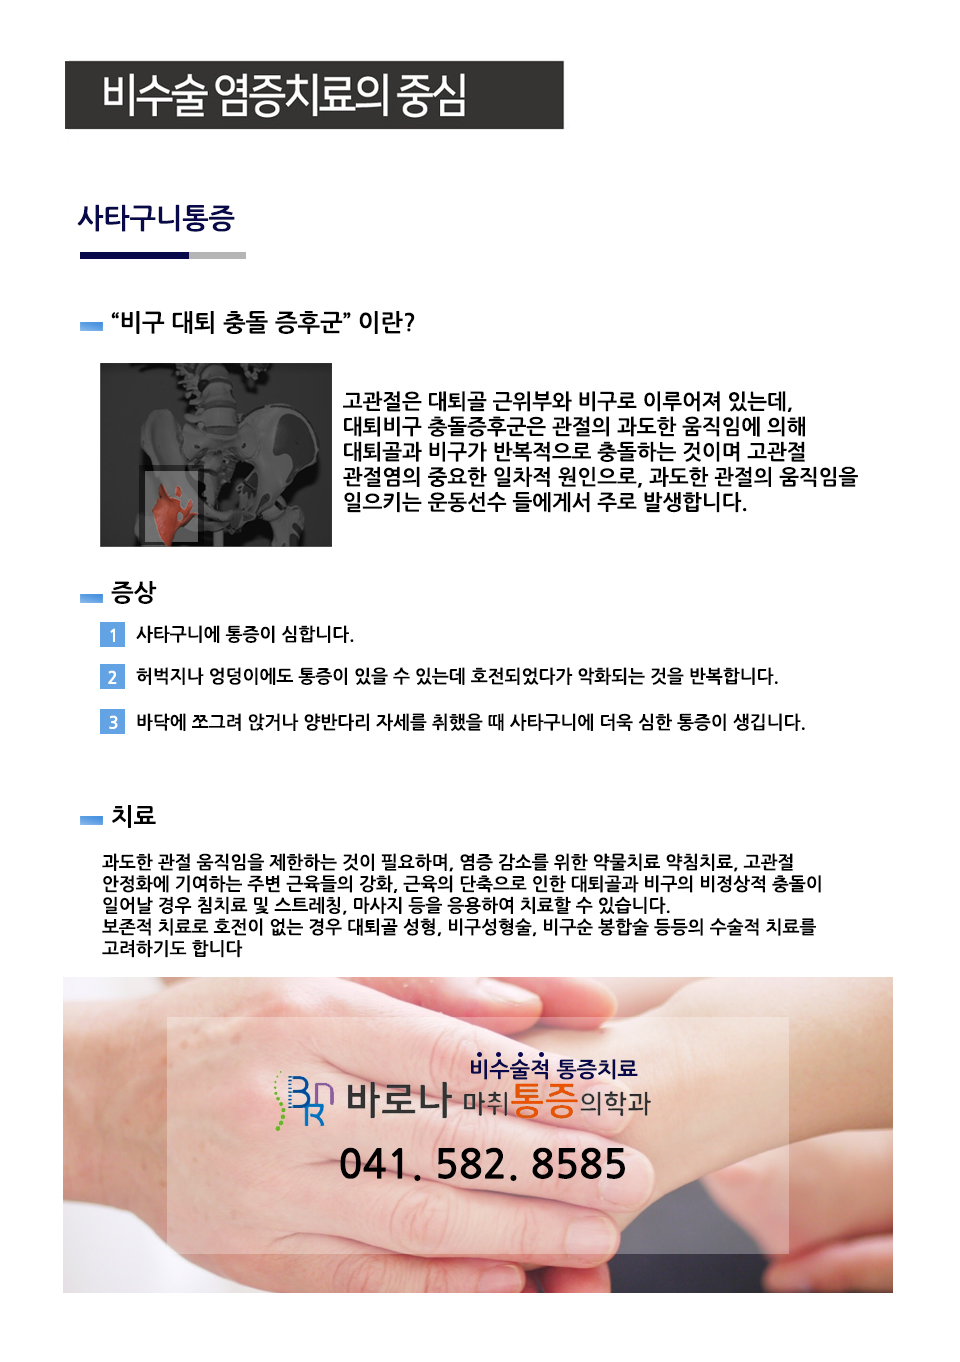 비수술 염증치료의 중심
사타구니통증
“비구 대퇴 충돌 증후군” 이란?
고관절은 대퇴골 근위부와 비구로 이루어져 있는데,
대퇴비구 충돌증후군은 관절의 과도한 움직임에 의해
대퇴골과 비구가 반복적으로 충돌하는 것이며 고관절
관절염의 중요한 일차적 원인으로, 과도한 관절의 움직임을
일으키는 운동선수 들에게서 주로 발생합니다.
증상
1 사타구니에 통증이 심합니다.
2 허벅지나 엉덩이에도 통증이 있을 수 있는데 호전되었다가 악화되는 것을 반복합니다.
3 바닥에 쪼그려 앉거나 양반다리 자세를 취했을 때 사타구니에 더욱 심한 통증이 생깁니다.
치료
과도한 관절 움직임을 제한하는 것이 필요하며, 염증 감소를 위한 약물치료 약침치료, 고관절
안정화에 기여하는 주변 근육들의 강화, 근육의 단축으로 인한 대퇴골과 비구의 비정상적 충돌이
일어날 경우 침치료 및 스트레칭, 마사지 등을 응용하여 치료할 수 있습니다.
보존적 치료로 호전이 없는 경우 대퇴골 성형, 비구성형술, 비구순 봉합술 등등의 수술적 치료를
고려하기도 합니다
비수술적 통증치료
BnR 바로나 마취통증의학과
041. 582. 8585